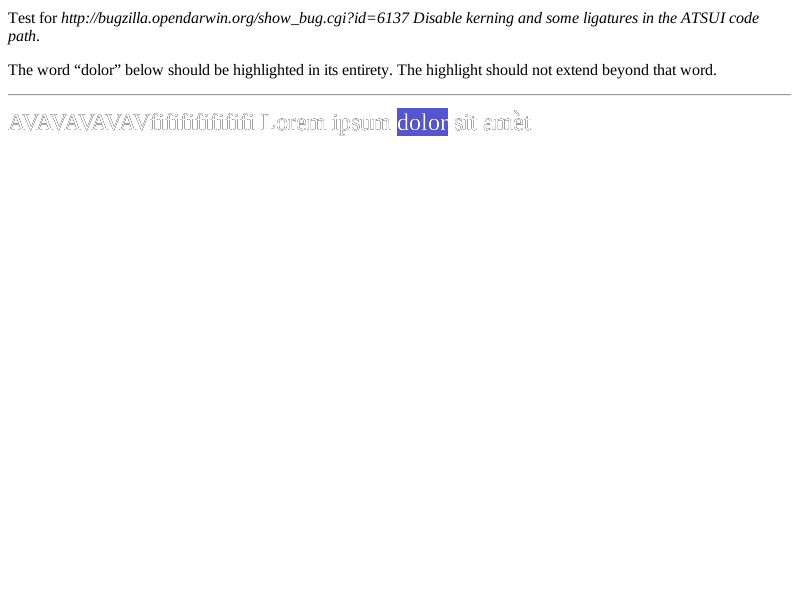 Test for http://bugzilla.opendarwin.org/show_bug.cgi?id=6137 Disable kerning and some ligatures in the ATSUI code
path.
The word “dolor” below should be highlighted in its entirety. The highlight should not extend beyond that word.
AVAVAVAVAVfifififififififi Lorem ipsum dolor sit amèt